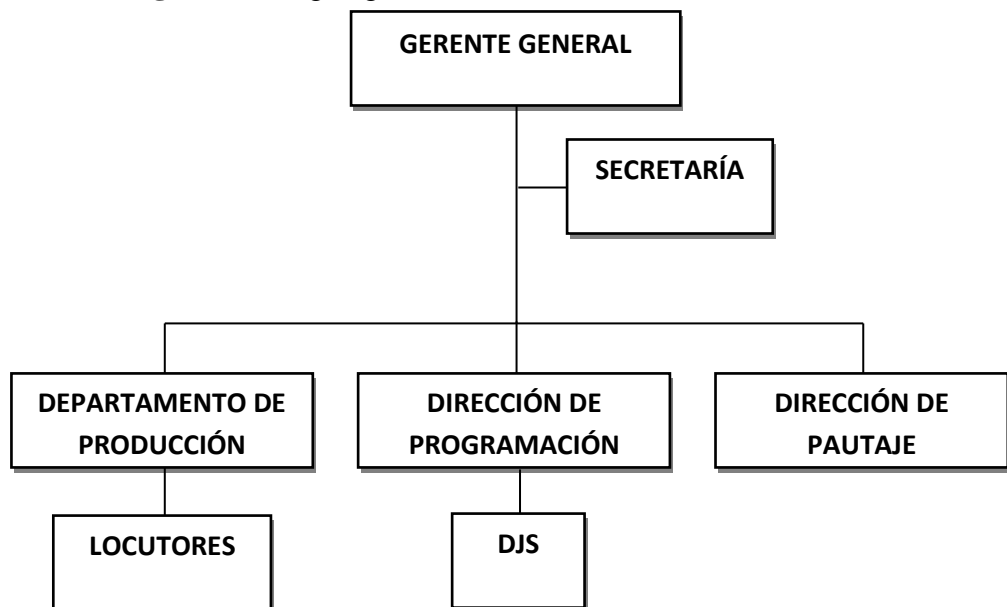 GERENTE GENERAL
SECRETARÍA
DEPARTAMENTO DE
PRODUCCIÓN
DIRECCIÓN DE
PROGRAMACIÓN
DIRECCIÓN DE
PAUTAJE
LOCUTORES
DJS